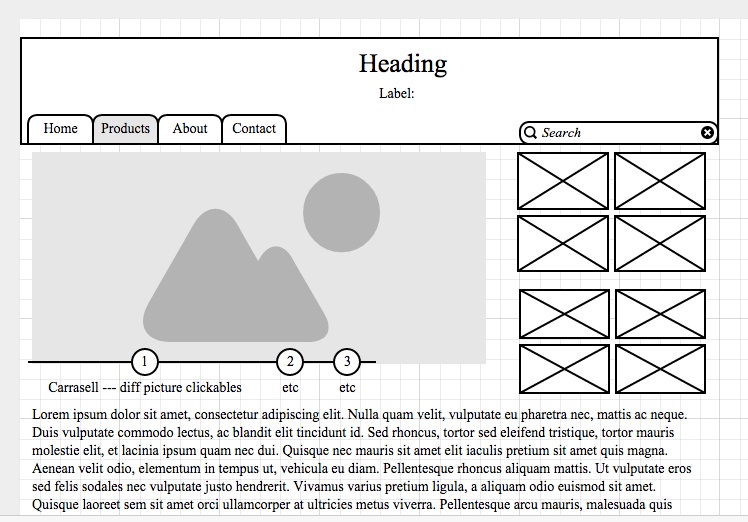 Heading
Label:
Home Products About Contact
Search
1 2 3
Carrasell --- diff picture clickables etc etc
Lorem ipsum dolor sit amet, consectetur adipiscing elit. Nulla quam velit, vulputate eu pharetra nec, mattis ac neque.
Duis vulputate commodo lectus, ac blandit elit tincidunt id. Sed rhoncus, tortor sed eleifend tristique, tortor mauris
molestie elit, et lacinia ipsum quam nec dui. Quisque nec mauris sit amet elit iaculis pretium sit amet quis magna.
Aenean velit odio, elementum in tempus ut, vehicula eu diam. Pellentesque rhoncus aliquam mattis. Ut vulputate eros
sed felis sodales nec vulputate justo hendrerit. Vivamus varius pretium ligula, a aliquam odio euismod sit amet.
Quisque laoreet sem sit amet orci ullamcorper at ultricies metus viverra. Pellentesque arcu mauris, malesuada quis